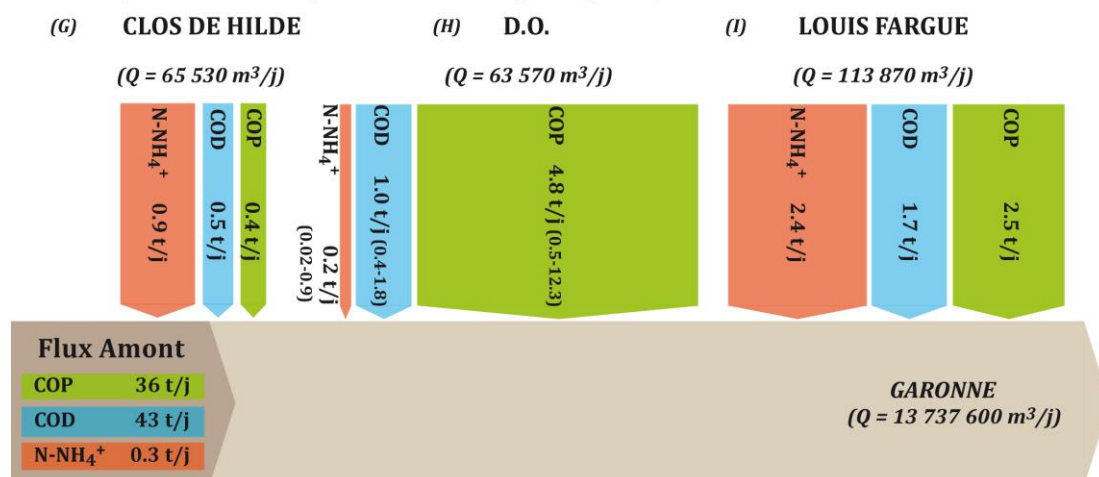 (G) CLOS DE HILDE
(Q = 65 530 m³/j)
N-NH₄⁺ 0.9 t/j
COD 0.5 t/j
COP 0.4 t/j
(H) D.O.
(Q = 63 570 m³/j)
N-NH₄⁺ 0.2 t/j
(0.02-0.9)
COD 1.0 t/j (0.4-1.8)
COP 4.8 t/j (0.5-12.3)
(I) LOUIS FARGUE
(Q = 113 870 m³/j)
N-NH₄⁺ 2.4 t/j
COD 1.7 t/j
COP 2.5 t/j
Flux Amont
COP 36 t/j
COD 43 t/j
N-NH₄⁺ 0.3 t/j
GARONNE
(Q = 13 737 600 m³/j)